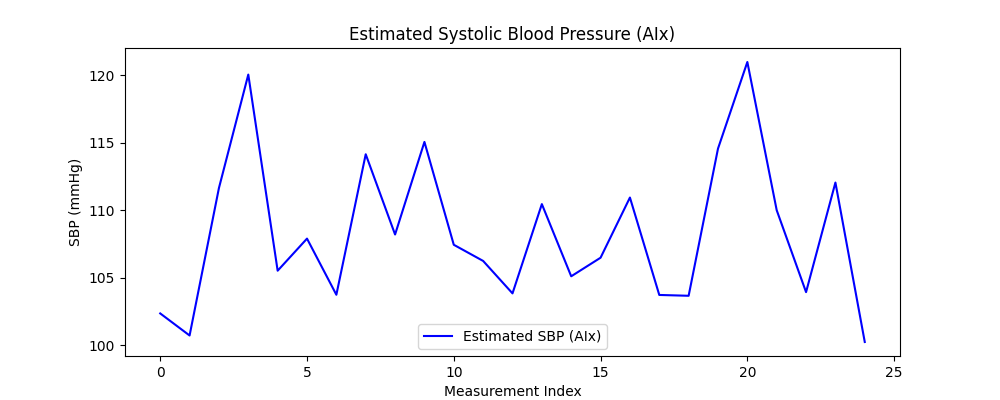 Estimated Systolic Blood Pressure (AIx)
SBP (mmHg)
120
115
110
105
100
Estimated SBP (AIx)
0 5 10 15 20 25
Measurement Index